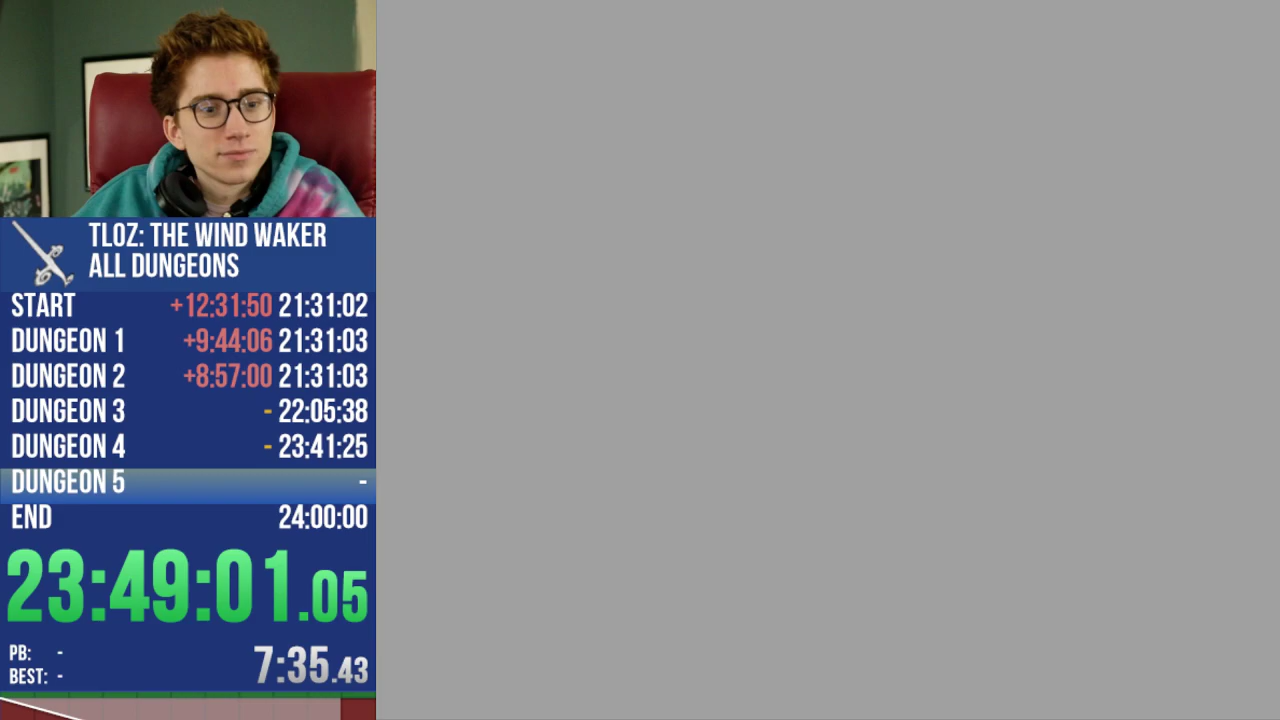 TLOZ: THE WIND WAKER
ALL DUNGEONS
START +12:31:50 21:31:02
DUNGEON 1 +9:44:06 21:31:03
DUNGEON 2 +8:57:00 21:31:03
DUNGEON 3 - 22:05:38
DUNGEON 4 - 23:41:25
DUNGEON 5 -
END 24:00:00
23:49:01.05
PB: - 7:35.43
BEST: -